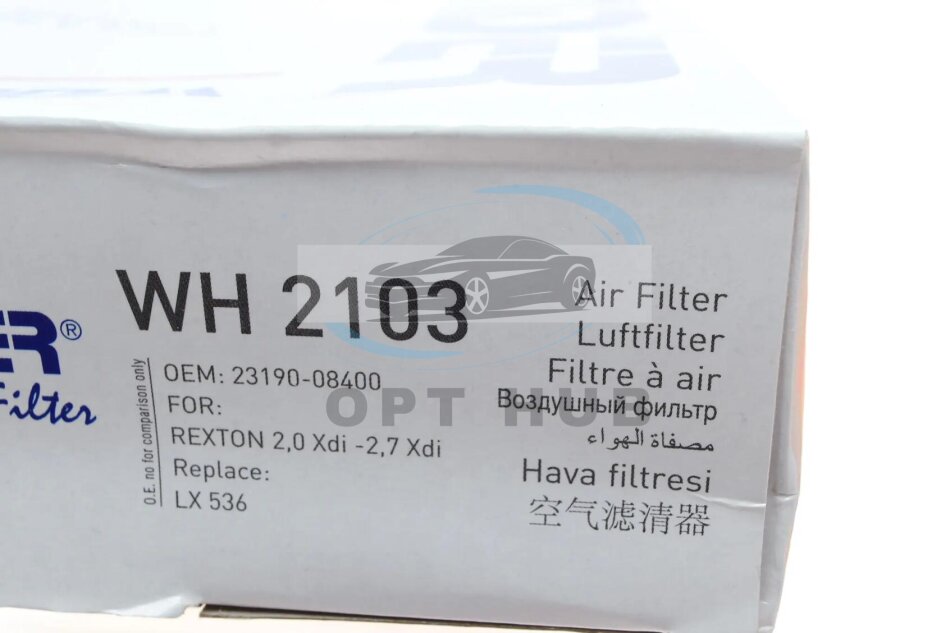 WH 2103
ER®
Filter
O.E. no for comparison only
OEM: 23190-08400
FOR:
REXTON 2,0 Xdi -2,7 Xdi
Replace:
LX 536
Air Filter
Luftfilter
Filtre à air
Воздушный фильтр
مصفاة الهواء
Hava filtresi
空气滤清器
OPT HUB